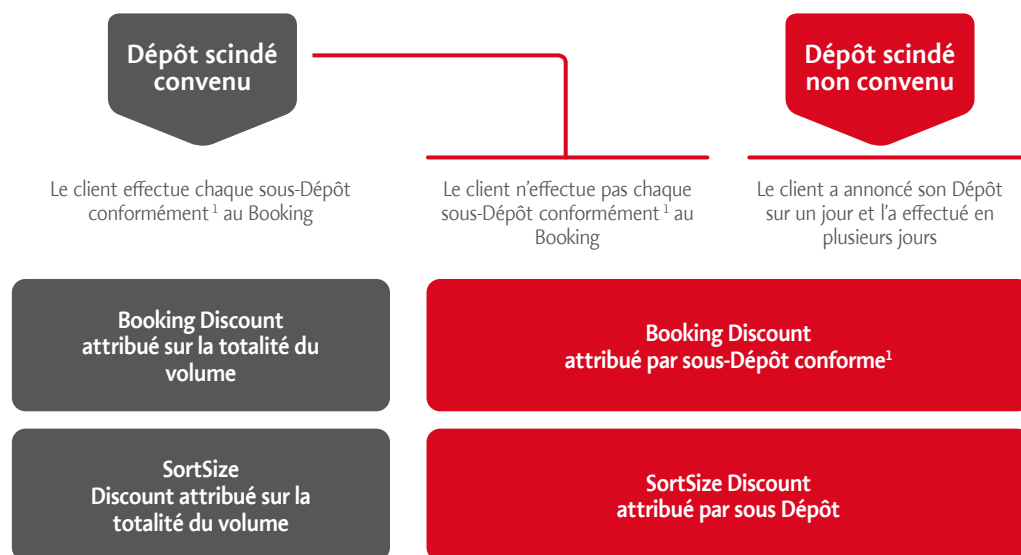 Dépôt scindé
convenu
Dépôt scindé
non convenu
Le client effectue chaque sous-Dépôt
conformément ¹ au Booking
Le client n'effectue pas chaque
sous-Dépôt conformément ¹ au
Booking
Le client a annoncé son Dépôt
sur un jour et l'a effectué en
plusieurs jours
Booking Discount
attribué sur la totalité du
volume
Booking Discount
attribué par sous-Dépôt conforme¹
SortSize
Discount attribué sur la
totalité du volume
SortSize Discount
attribué par sous Dépôt